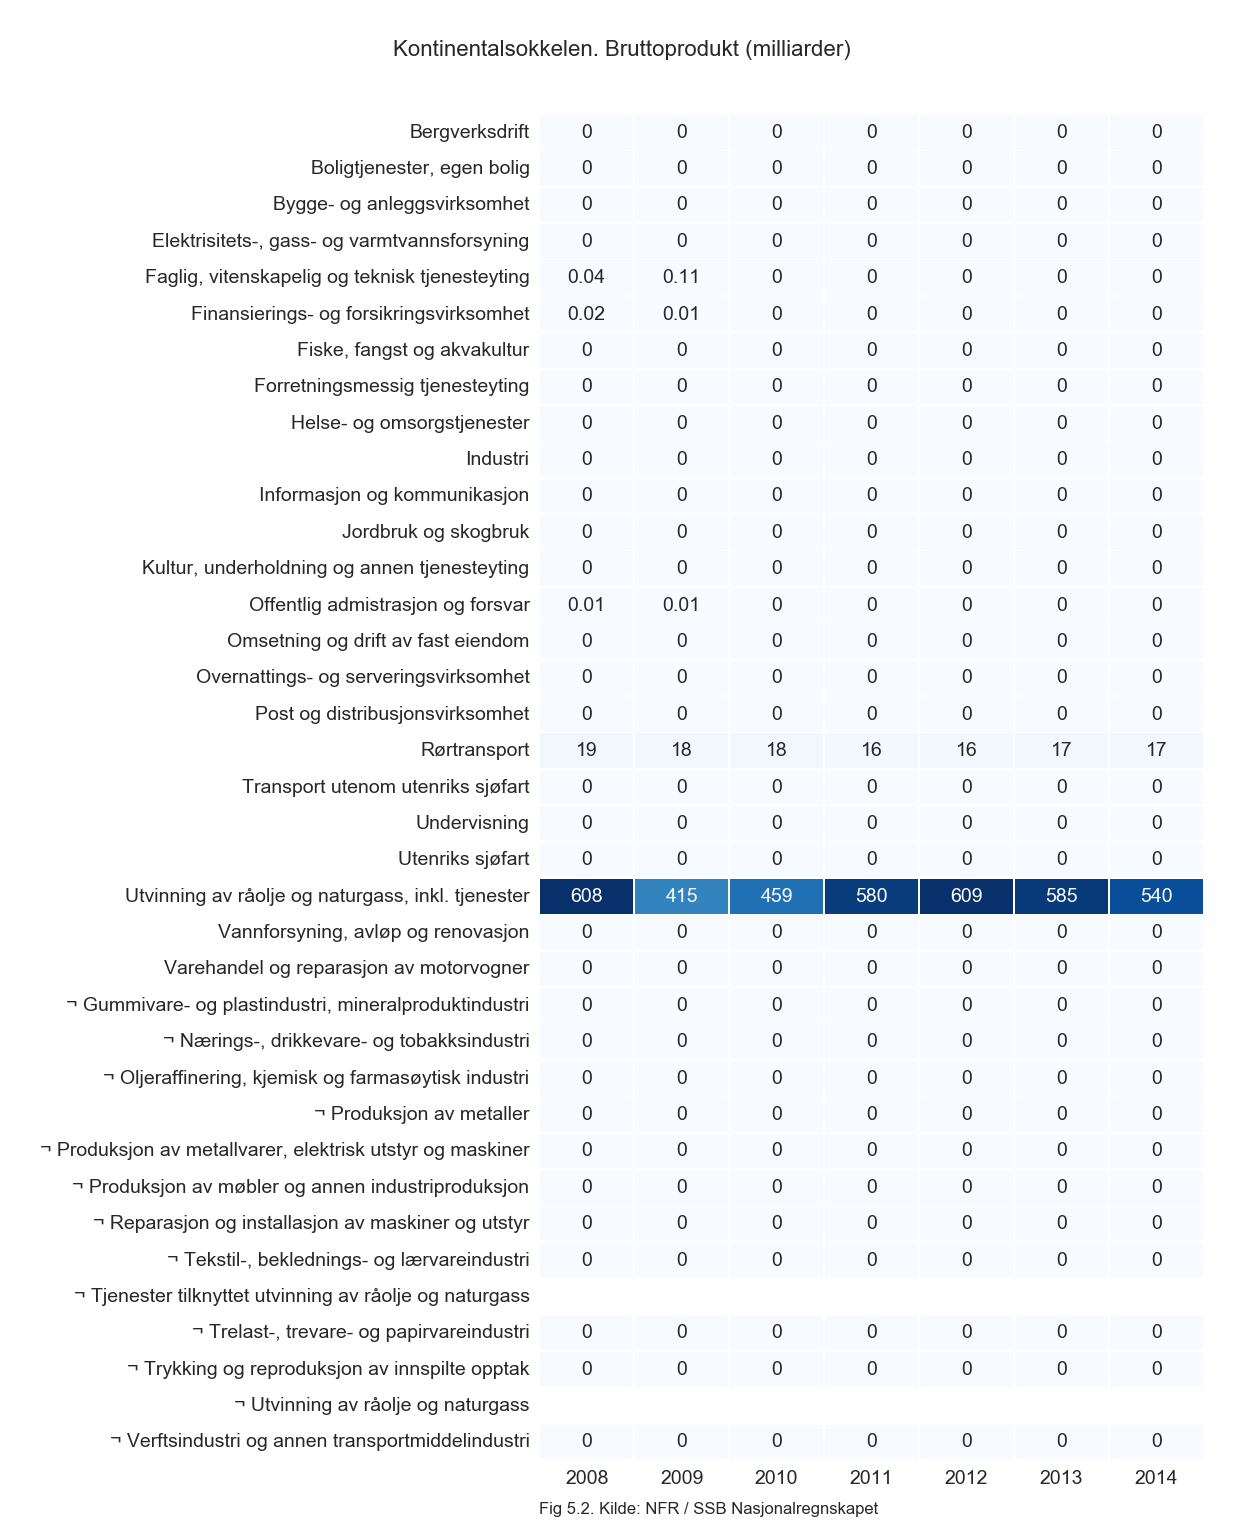 Kontinentalsokkelen. Bruttoprodukt (milliarder)
Bergverksdrift 0 0 0 0 0 0 0
Boligtjenester, egen bolig 0 0 0 0 0 0 0
Bygge- og anleggsvirksomhet 0 0 0 0 0 0 0
Elektrisitets-, gass- og varmtvannsforsyning 0 0 0 0 0 0 0
Faglig, vitenskapelig og teknisk tjenesteyting 0.04 0.11 0 0 0 0 0
Finansierings- og forsikringsvirksomhet 0.02 0.01 0 0 0 0 0
Fiske, fangst og akvakultur 0 0 0 0 0 0 0
Forretningsmessig tjenesteyting 0 0 0 0 0 0 0
Helse- og omsorgstjenester 0 0 0 0 0 0 0
Industri 0 0 0 0 0 0 0
Informasjon og kommunikasjon 0 0 0 0 0 0 0
Jordbruk og skogbruk 0 0 0 0 0 0 0
Kultur, underholdning og annen tjenesteyting 0 0 0 0 0 0 0
Offentlig admistrasjon og forsvar 0.01 0.01 0 0 0 0 0
Omsetning og drift av fast eiendom 0 0 0 0 0 0 0
Overnattings- og serveringsvirksomhet 0 0 0 0 0 0 0
Post og distribusjonsvirksomhet 0 0 0 0 0 0 0
Rørtransport 19 18 18 16 16 17 17
Transport utenom utenriks sjøfart 0 0 0 0 0 0 0
Undervisning 0 0 0 0 0 0 0
Utenriks sjøfart 0 0 0 0 0 0 0
Utvinning av råolje og naturgass, inkl. tjenester 608 415 459 580 609 585 540
Vannforsyning, avløp og renovasjon 0 0 0 0 0 0 0
Varehandel og reparasjon av motorvogner 0 0 0 0 0 0 0
¬ Gummivare- og plastindustri, mineralproduktindustri 0 0 0 0 0 0 0
¬ Nærings-, drikkevare- og tobakksindustri 0 0 0 0 0 0 0
¬ Oljeraffinering, kjemisk og farmasøytisk industri 0 0 0 0 0 0 0
¬ Produksjon av metaller 0 0 0 0 0 0 0
¬ Produksjon av metallvarer, elektrisk utstyr og maskiner 0 0 0 0 0 0 0
¬ Produksjon av møbler og annen industriproduksjon 0 0 0 0 0 0 0
¬ Reparasjon og installasjon av maskiner og utstyr 0 0 0 0 0 0 0
¬ Tekstil-, beklednings- og lærvareindustri 0 0 0 0 0 0 0
¬ Tjenester tilknyttet utvinning av råolje og naturgass
¬ Trelast-, trevare- og papirvareindustri 0 0 0 0 0 0 0
¬ Trykking og reproduksjon av innspilte opptak 0 0 0 0 0 0 0
¬ Utvinning av råolje og naturgass
¬ Verftsindustri og annen transportmiddelindustri 0 0 0 0 0 0 0
2008 2009 2010 2011 2012 2013 2014
Fig 5.2. Kilde: NFR / SSB Nasjonalregnskapet